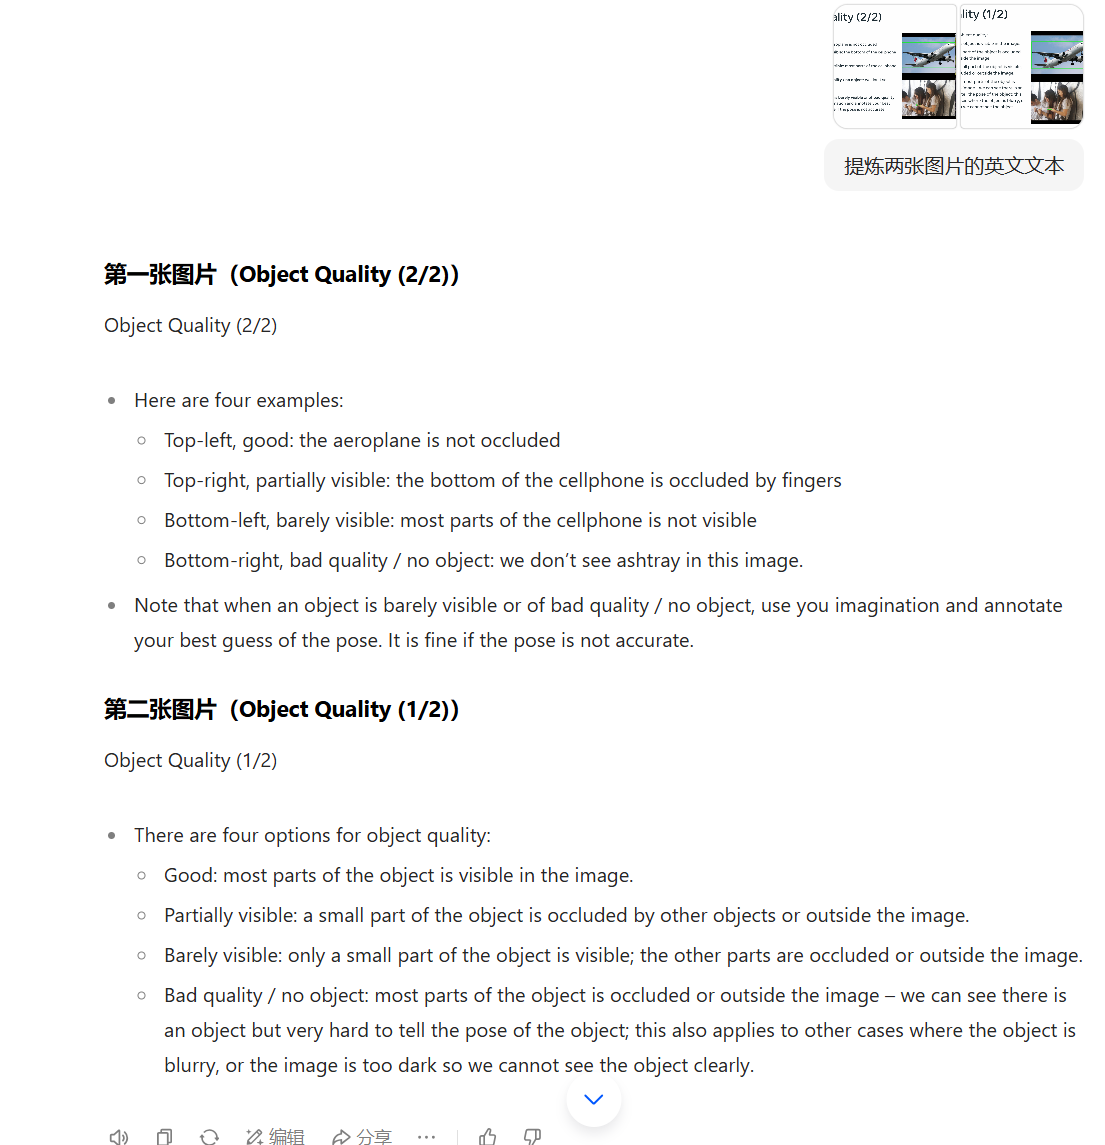 ality (2/2)
ality (1/2)
提炼两张图片的英文文本
第一张图片（Object Quality (2/2)）
Object Quality (2/2)
Here are four examples:
Top-left, good: the aeroplane is not occluded
Top-right, partially visible: the bottom of the cellphone is occluded by fingers
Bottom-left, barely visible: most parts of the cellphone is not visible
Bottom-right, bad quality / no object: we don’t see ashtray in this image.
Note that when an object is barely visible or of bad quality / no object, use you imagination and annotate
your best guess of the pose. It is fine if the pose is not accurate.
第二张图片（Object Quality (1/2)）
Object Quality (1/2)
There are four options for object quality:
Good: most parts of the object is visible in the image.
Partially visible: a small part of the object is occluded by other objects or outside the image.
Barely visible: only a small part of the object is visible; the other parts are occluded or outside the image.
Bad quality / no object: most parts of the object is occluded or outside the image – we can see there is
an object but very hard to tell the pose of the object; this also applies to other cases where the object is
blurry, or the image is too dark so we cannot see the object clearly.
编辑 分享